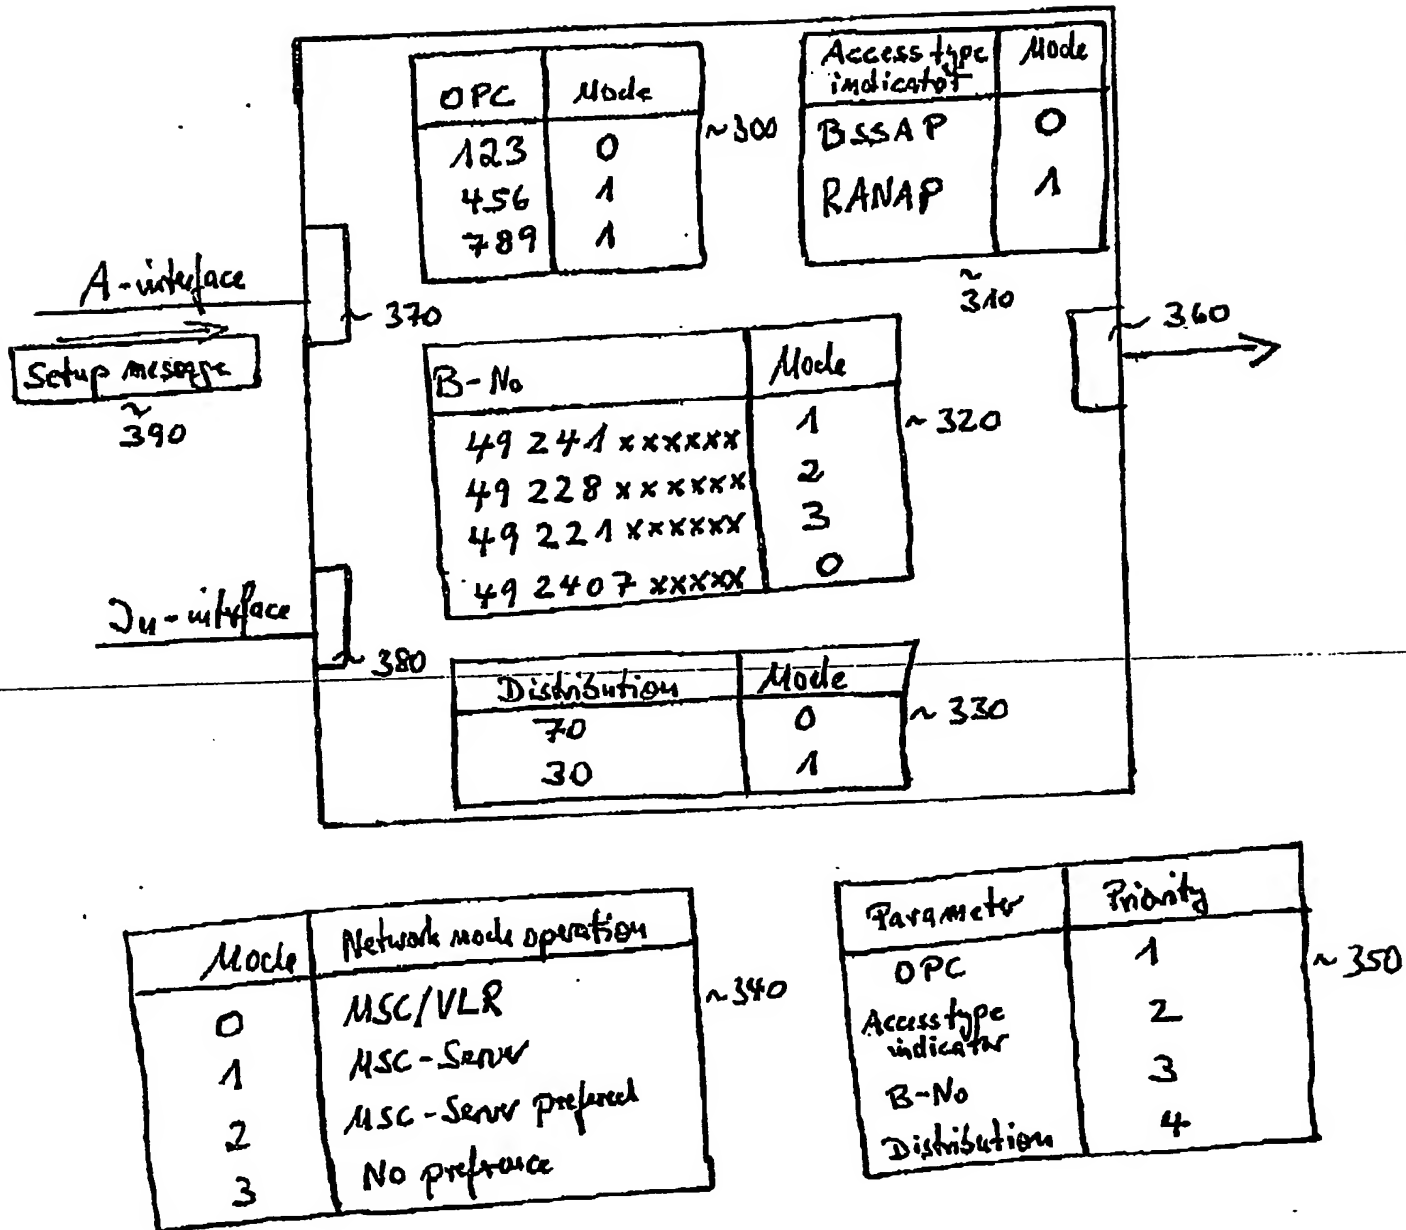 OPC Mode
123 0
456 1
789 1
~300
Access type indicator Mode
BSSAP 0
RANAP 1
~
310
A-interface
~ 370
Setup message
~
390
~ 360
B-No Mode
49 241 xxxxxx 1
49 228 xxxxxx 2
49 221 xxxxxx 3
49 2407 xxxxx 0
~ 320
Iu-interface
~ 380
Distribution Mode
70 0
30 1
~ 330
Mode Network mode operation
0 MSC/VLR
1 MSC-Server
2 MSC-Server preferred
3 No preference
~340
Parameter Priority
OPC 1
Access type indicator 2
B-No 3
Distribution 4
~ 350